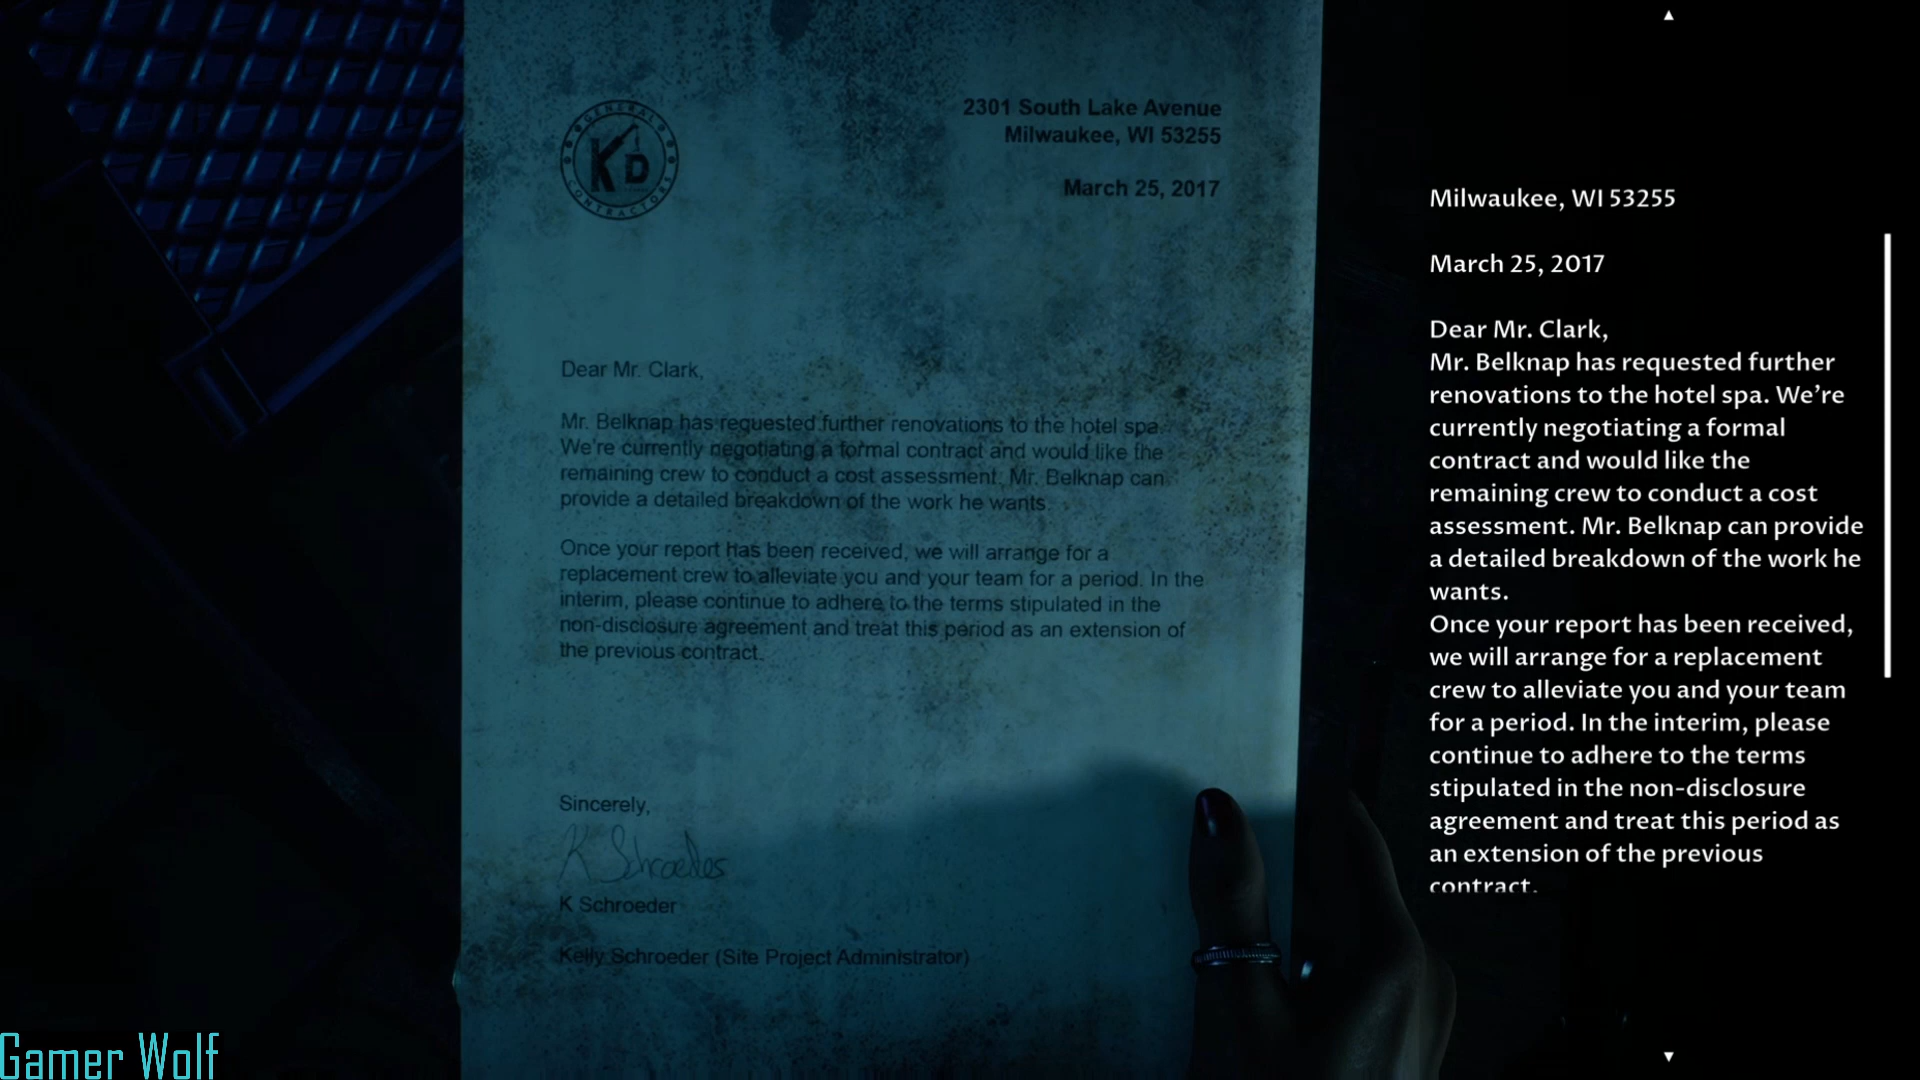 GENERAL
KD
CONTRACTORS
2301 South Lake Avenue
Milwaukee, WI 53255
March 25, 2017
Dear Mr. Clark,
Mr. Belknap has requested further renovations to the hotel spa.
We're currently negotiating a formal contract and would like the
remaining crew to conduct a cost assessment. Mr. Belknap can
provide a detailed breakdown of the work he wants.
Once your report has been received, we will arrange for a
replacement crew to alleviate you and your team for a period. In the
interim, please continue to adhere to the terms stipulated in the
non-disclosure agreement and treat this period as an extension of
the previous contract.
Sincerely,
K Schroeder
K Schroeder
Kelly Schroeder (Site Project Administrator)
Milwaukee, WI 53255
March 25, 2017
Dear Mr. Clark,
Mr. Belknap has requested further
renovations to the hotel spa. We're
currently negotiating a formal
contract and would like the
remaining crew to conduct a cost
assessment. Mr. Belknap can provide
a detailed breakdown of the work he
wants.
Once your report has been received,
we will arrange for a replacement
crew to alleviate you and your team
for a period. In the interim, please
continue to adhere to the terms
stipulated in the non-disclosure
agreement and treat this period as
an extension of the previous
contract.
Gamer Wolf